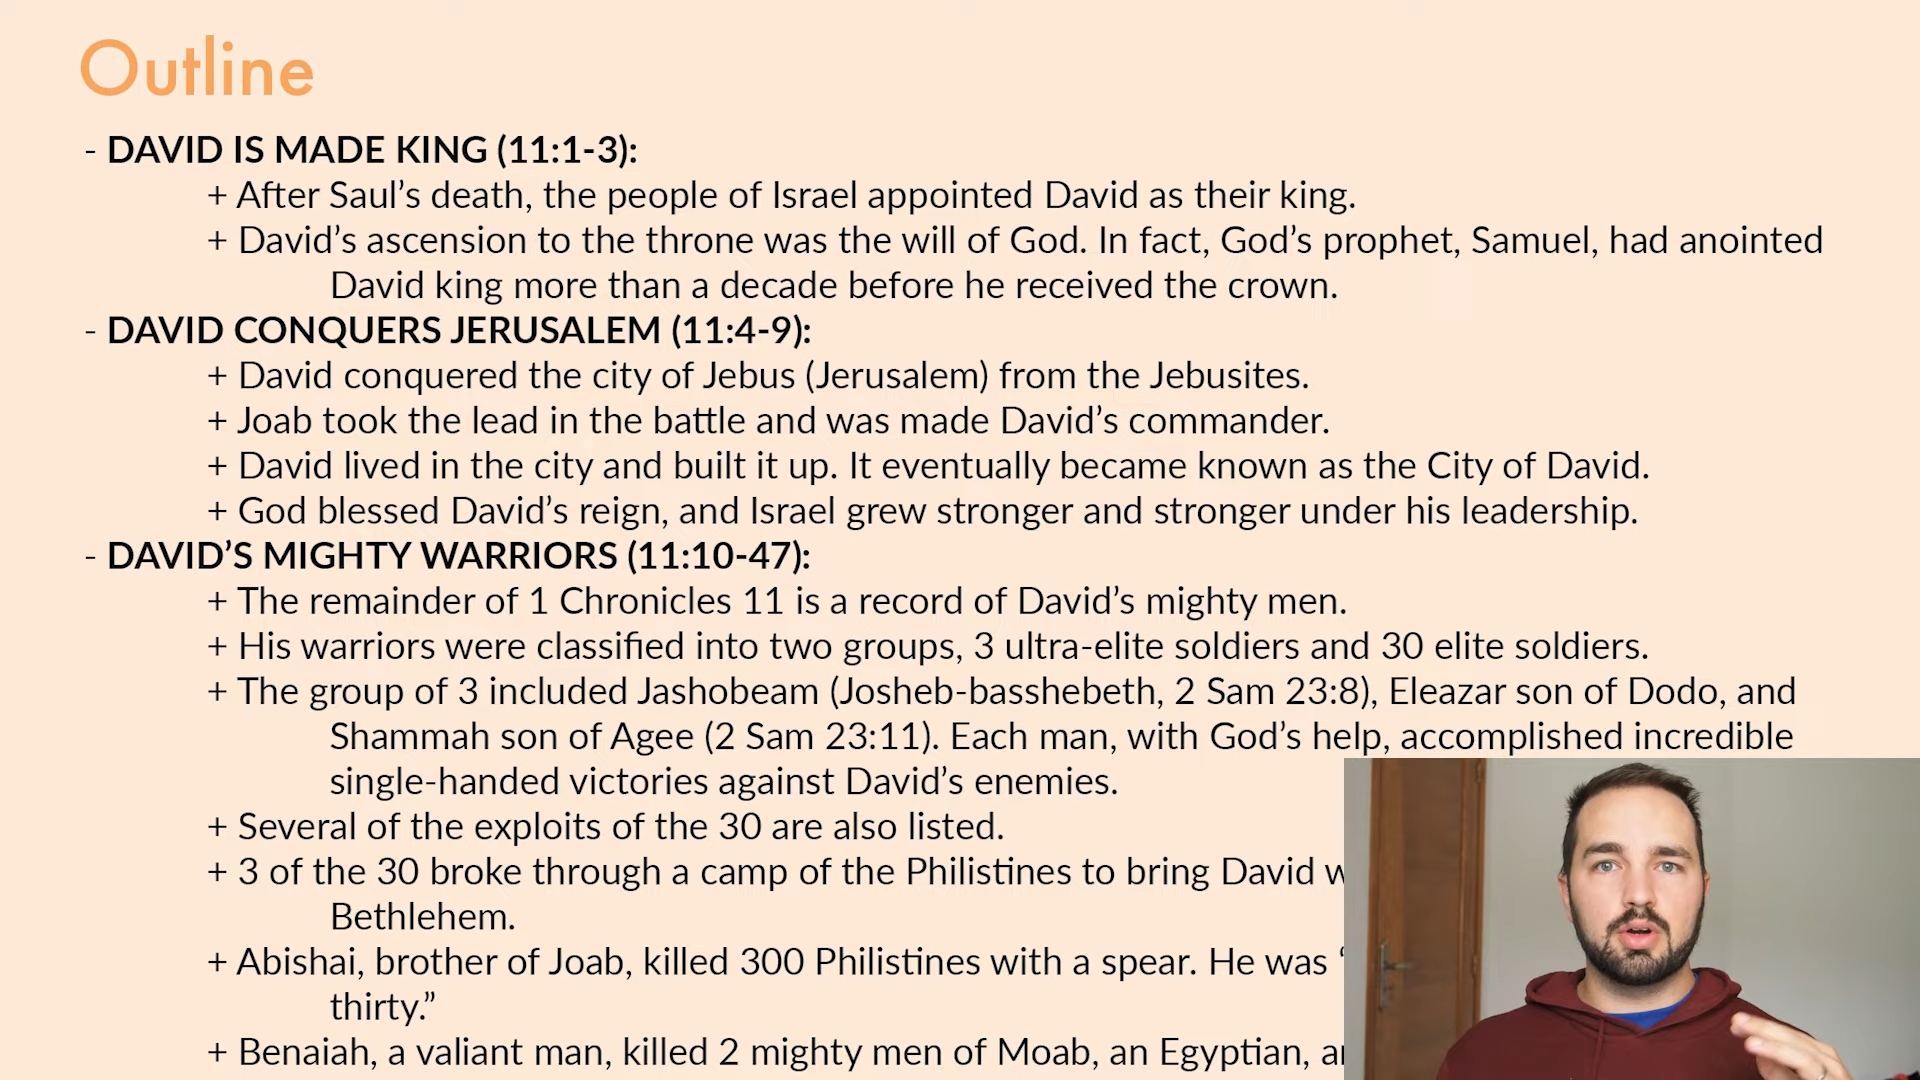 Outline
- DAVID IS MADE KING (11:1-3):
+ After Saul’s death, the people of Israel appointed David as their king.
+ David’s ascension to the throne was the will of God. In fact, God’s prophet, Samuel, had anointed
David king more than a decade before he received the crown.
- DAVID CONQUERS JERUSALEM (11:4-9):
+ David conquered the city of Jebus (Jerusalem) from the Jebusites.
+ Joab took the lead in the battle and was made David’s commander.
+ David lived in the city and built it up. It eventually became known as the City of David.
+ God blessed David’s reign, and Israel grew stronger and stronger under his leadership.
- DAVID’S MIGHTY WARRIORS (11:10-47):
+ The remainder of 1 Chronicles 11 is a record of David’s mighty men.
+ His warriors were classified into two groups, 3 ultra-elite soldiers and 30 elite soldiers.
+ The group of 3 included Jashobeam (Josheb-basshebeth, 2 Sam 23:8), Eleazar son of Dodo, and
Shammah son of Agee (2 Sam 23:11). Each man, with God’s help, accomplished incredible
single-handed victories against David’s enemies.
+ Several of the exploits of the 30 are also listed.
+ 3 of the 30 broke through a camp of the Philistines to bring David
Bethlehem.
+ Abishai, brother of Joab, killed 300 Philistines with a spear. He was
thirty.”
+ Benaiah, a valiant man, killed 2 mighty men of Moab, an Egyptian,